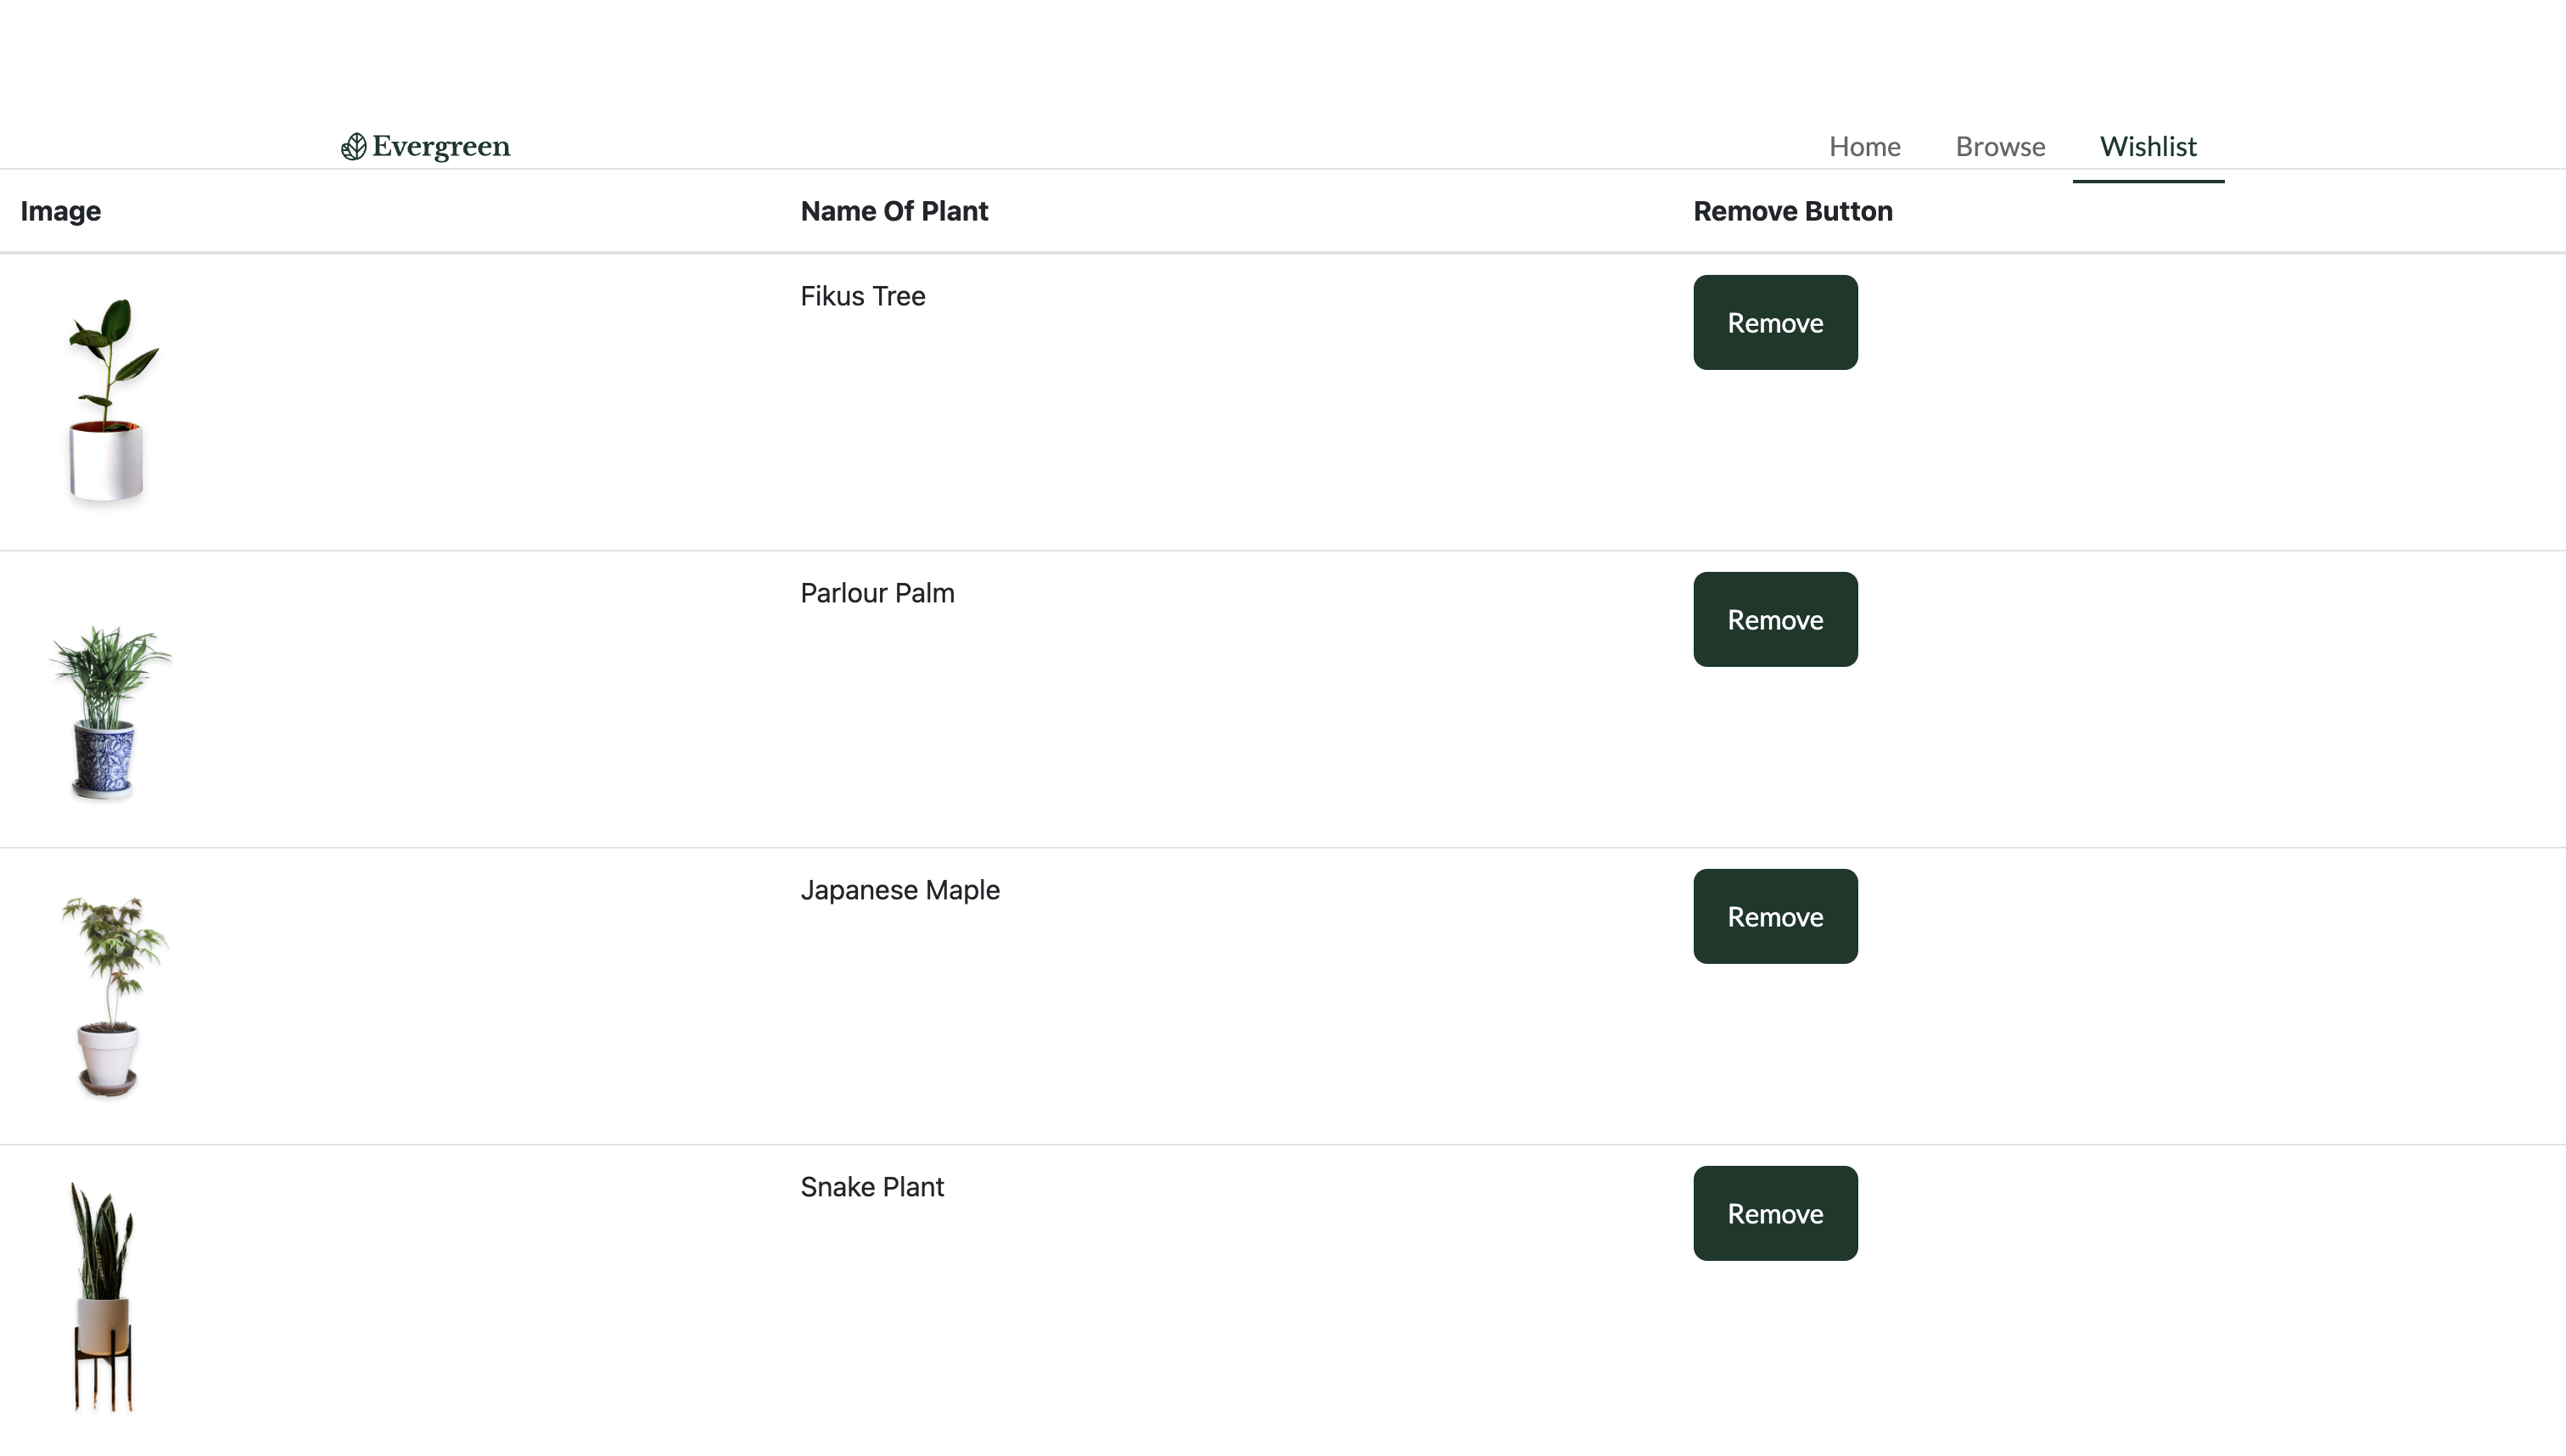 Evergreen
Home Browse Wishlist
Image Name Of Plant Remove Button
Fikus Tree Remove
Parlour Palm Remove
Japanese Maple Remove
Snake Plant Remove